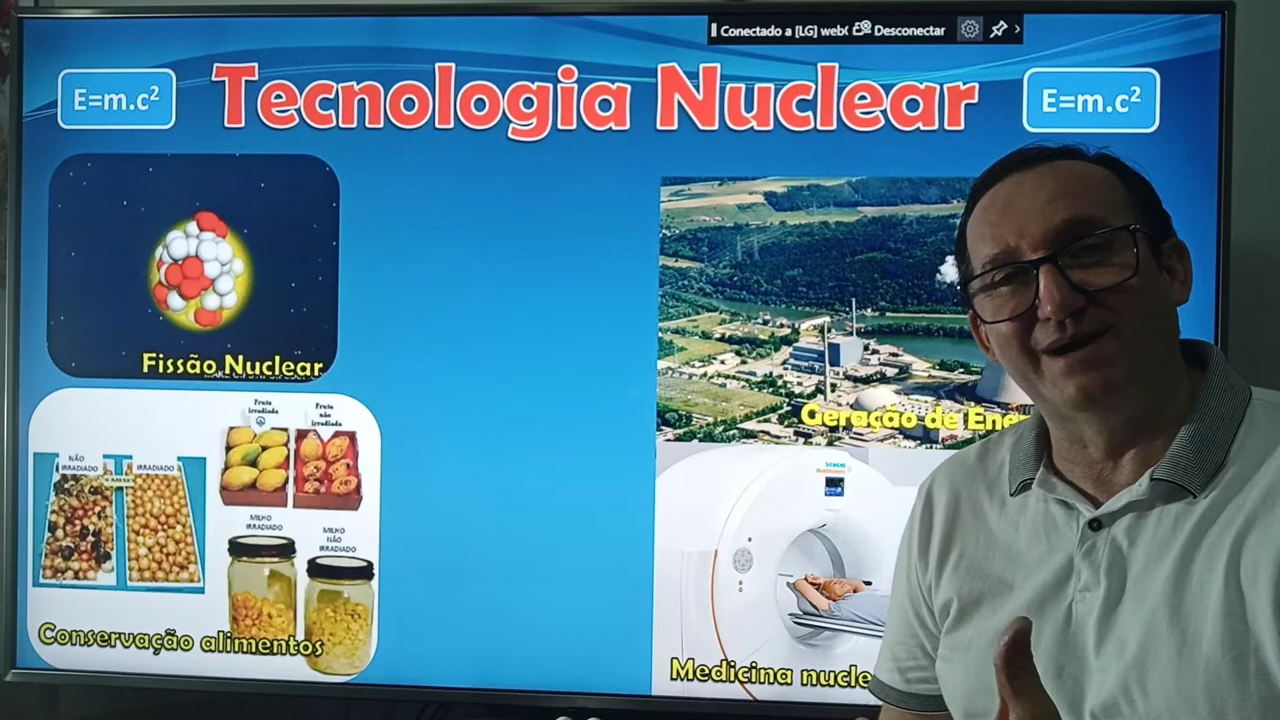 Conectado a [LG] web
Desconectar
E=m.c²
Tecnologia Nuclear
E=m.c²
Fissão Nuclear
Geração de Ener
Fruta
irradiada
Fruta
não
irradiada
NÃO
IRRADIADO
IRRADIADO
MILHO
IRRADIADO
MILHO
NÃO
IRRADIADO
Conservação alimentos
SIEMENS
Medicina nucle